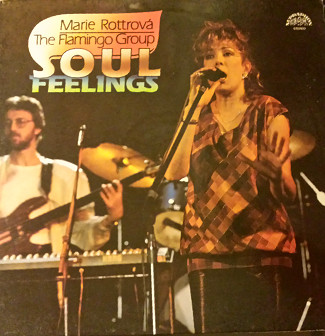 Marie Rottrová
The Flamingo Group
SOUL
FEELINGS